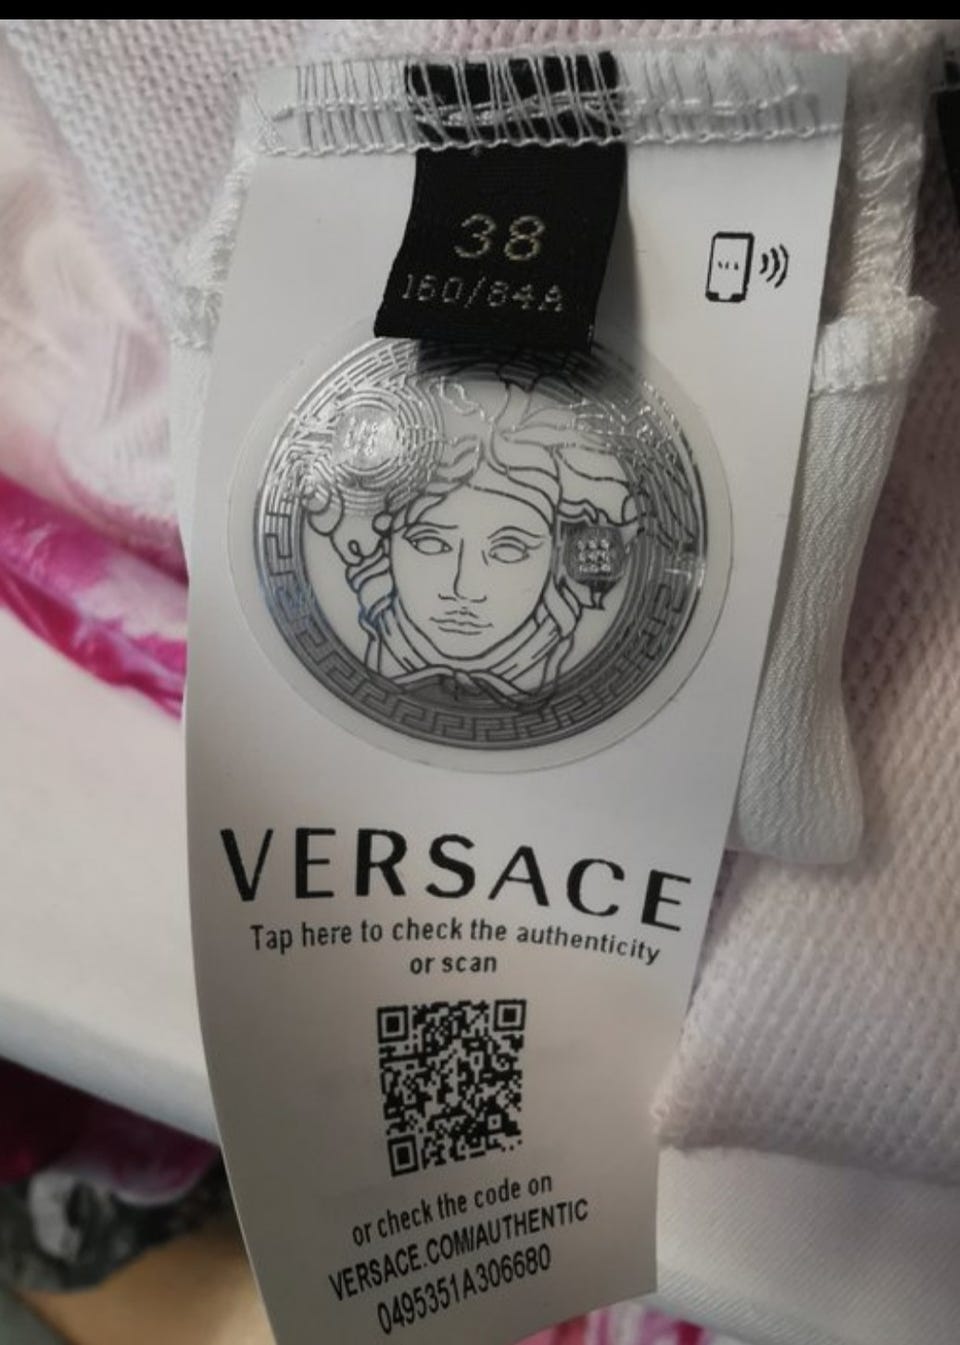 38
160/84A
VERSACE
Tap here to check the authenticity
or scan
or check the code on
VERSACE.COM/AUTHENTIC
0495351A306680